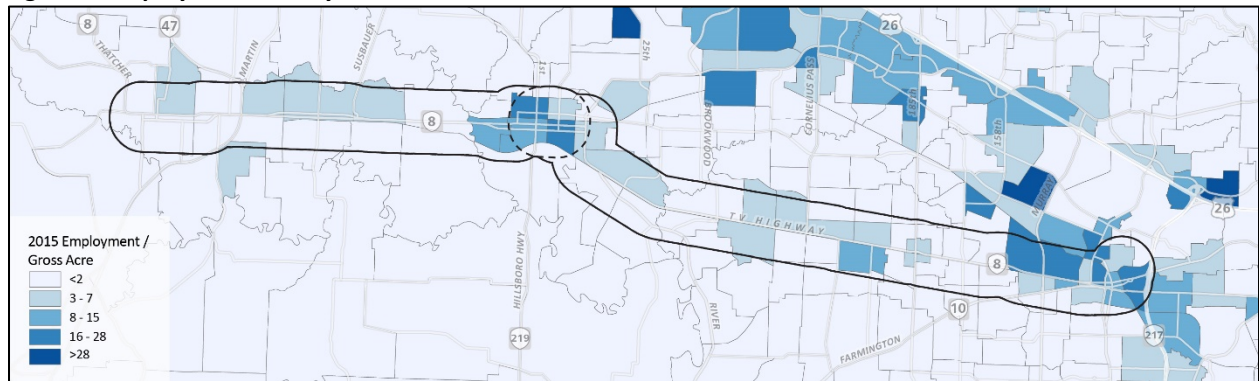 8
47
THATCHER
MARTIN
SUSBAUER
1st
25th
26
BROOKWOOD
CORNELIUS PASS
185th
158th
8
MURRAY
26
TV HIGHWAY
8
HILLSBORO HWY
219
RIVER
10
FARMINGTON
217
2015 Employment /
Gross Acre
<2
3 - 7
8 - 15
16 - 28
>28